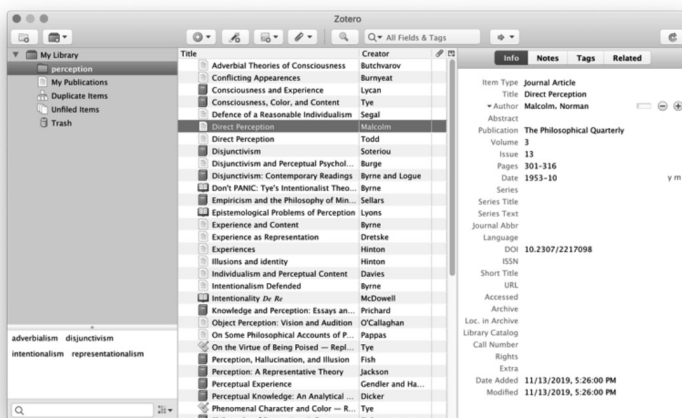 Zotero
All Fields & Tags
My Library
perception
My Publications
Duplicate Items
Unfiled Items
Trash
adverbialism disjunctivism
intentionalism representationalism
Title Creator
Adverbial Theories of Consciousness Butchvarov
Conflicting Appearences Burnyeat
Consciousness and Experience Lycan
Consciousness, Color, and Content Tye
Defence of a Reasonable Individualism Segal
Direct Perception Malcolm
Direct Perception Todd
Disjunctivism Soteriou
Disjunctivism and Perceptual Psychol... Burge
Disjunctivism: Contemporary Readings Byrne and Logue
Don't PANIC: Tye's Intentionalist Theo... Byrne
Empiricism and the Philosophy of Min... Sellars
Epistemological Problems of Perception Lyons
Experience and Content Byrne
Experience as Representation Dretske
Experiences Hinton
Illusions and identity Hinton
Individualism and Perceptual Content Davies
Intentionalism Defended Byrne
Intentionality De Re McDowell
Knowledge and Perception: Essays an... Prichard
Object Perception: Vision and Audition O'Callaghan
On Some Philosophical Accounts of P... Pappas
On the Virtue of Being Poised — Repl... Tye
Perception, Hallucination, and Illusion Fish
Perception: A Representative Theory Jackson
Perceptual Experience Gendler and Ha...
Perceptual Knowledge: An Analytical ... Dicker
Phenomenal Character and Color — R... Tye
Info Notes Tags Related
Item Type Journal Article
Title Direct Perception
Author Malcolm, Norman
Abstract
Publication The Philosophical Quarterly
Volume 3
Issue 13
Pages 301-316
Date 1953-10 y m
Series
Series Title
Series Text
Journal Abbr
Language
DOI 10.2307/2217098
ISSN
Short Title
URL
Accessed
Archive
Loc. in Archive
Library Catalog
Call Number
Rights
Extra
Date Added 11/13/2019, 5:26:00 PM
Modified 11/13/2019, 5:26:00 PM